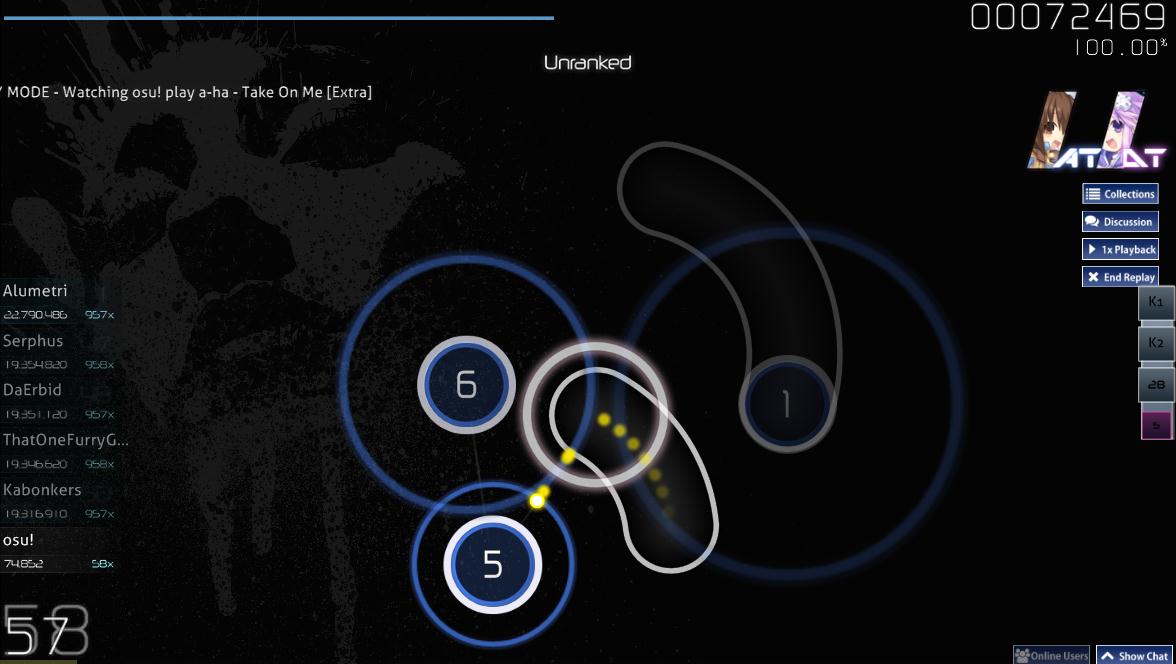 00072469
100.00%
Unranked
/ MODE - Watching osu! play a-ha - Take On Me [Extra]
AT DT
Collections
Discussion
1x Playback
End Replay
K1
K2
28
5
Alumetri
22.790.486 957x
Serphus
19.354.820 958x
DaErbid
19.351.120 957x
ThatOneFurryG...
19.346.620 958x
Kabonkers
19.316.910 957x
osu!
74.852 58x
6
1
5
57
Online Users
Show Chat